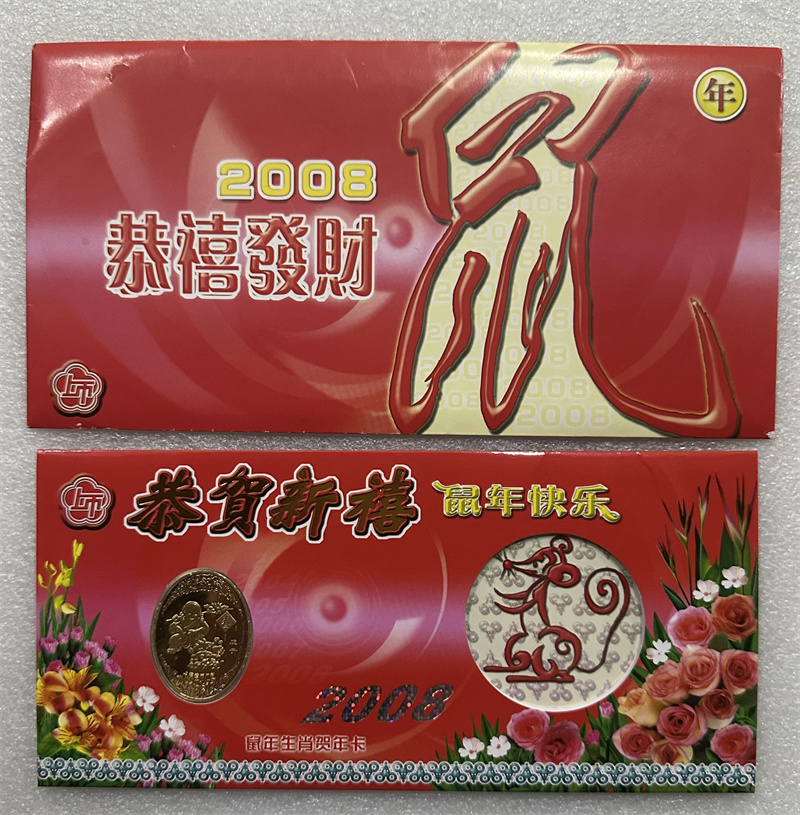 鼠
年
2008
恭禧發財
恭賀新禧
鼠年快乐
2008
鼠年生肖贺年卡